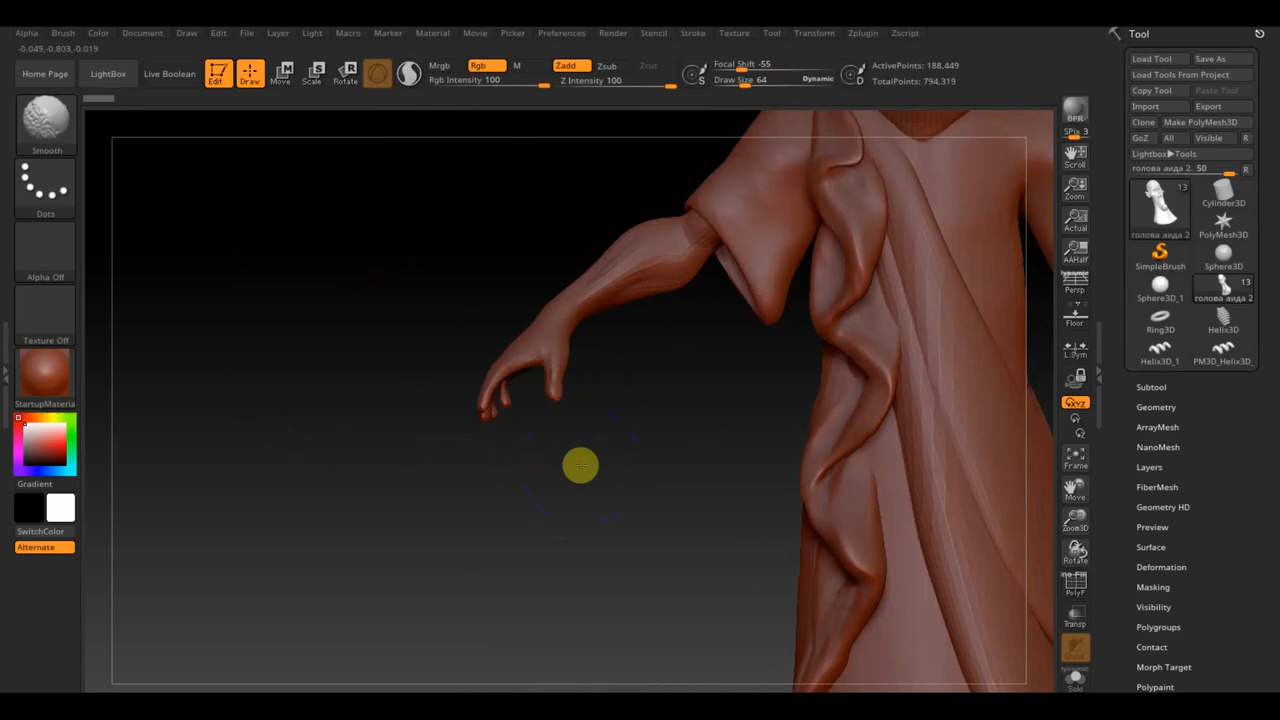 Alpha Brush Color Document Draw Edit File Layer Light Macro Marker Material Movie Picker Preferences Render Stencil Stroke Texture Tool Transform Zplugin Zscript
-0.049,-0.803,-0.019
Home Page LightBox Live Boolean Edit Draw Move Scale Rotate
Mrgb Rgb M
Rgb Intensity 100
Zadd Zsub Zcut
Z Intensity 100
S
Focal Shift -55
Draw Size 64 Dynamic
D
ActivePoints: 188,449
TotalPoints: 794,319
Smooth
Dots
Alpha Off
Texture Off
StartupMateria
Gradient
SwitchColor
Alternate
BPR
SPix 3
Scroll
Zoom
Actual
AAHalf
Dynamic
Persp
Floor
L.Sym
XYZ
Frame
Move
Zoom3D
Rotate
PolyF
Transp
Dynamic
Solo
Tool
Load Tool Save As
Load Tools From Project
Copy Tool Paste Tool
Import Export
Clone Make PolyMesh3D
GoZ All Visible R
Lightbox▶Tools
голова аида 2. 50 R
13
голова аида 2
Cylinder3D
PolyMesh3D
SimpleBrush Sphere3D
13
Sphere3D_1 голова аида 2
Ring3D Helix3D
Helix3D_1 PM3D_Helix3D_
Subtool
Geometry
ArrayMesh
NanoMesh
Layers
FiberMesh
Geometry HD
Preview
Surface
Deformation
Masking
Visibility
Polygroups
Contact
Morph Target
Polypaint